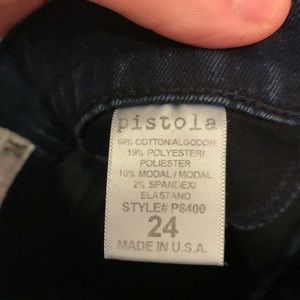 pistola
69% COTTON/ALGODON
19% POLYESTER/
POLIESTER
10% MODAL / MODAL
2% SPANDEX/
ELASTANO
STYLE# P8400
24
MADE IN U.S.A.